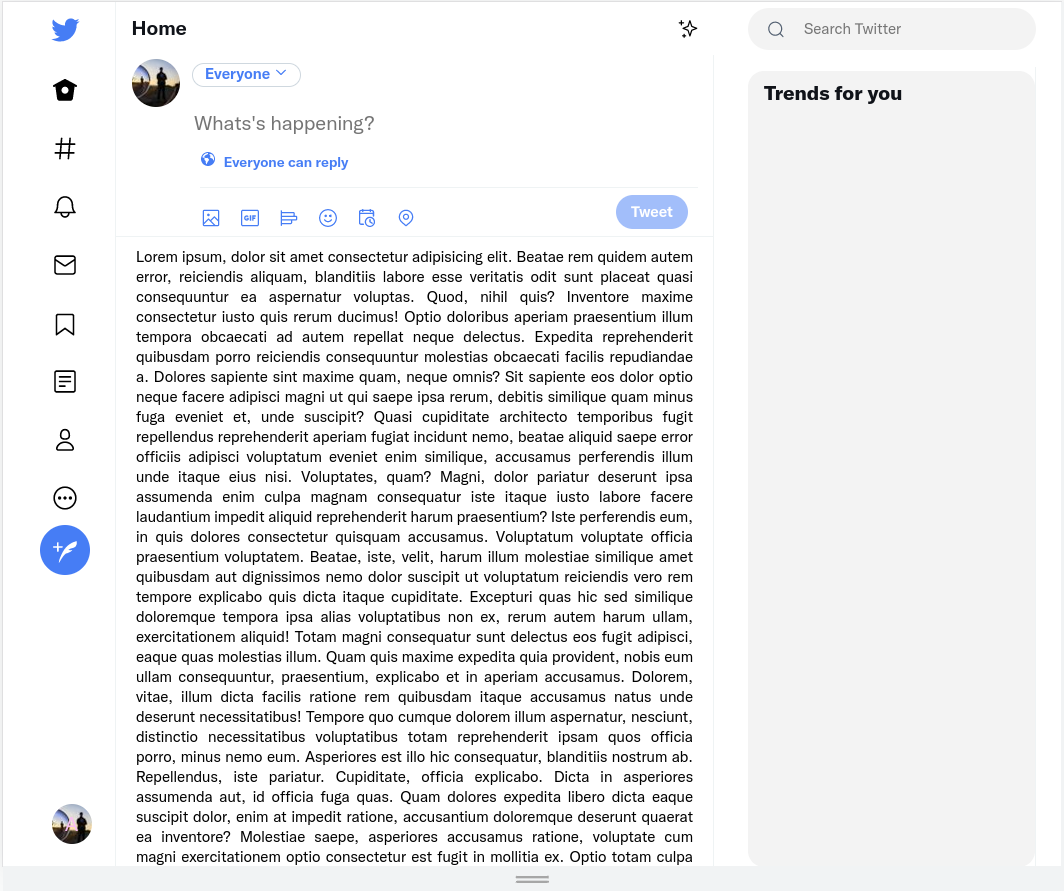 Home
Search Twitter
Everyone
Trends for you
Whats's happening?
Everyone can reply
GIF
Tweet
Lorem ipsum, dolor sit amet consectetur adipisicing elit. Beatae rem quidem autem
error, reiciendis aliquam, blanditiis labore esse veritatis odit sunt placeat quasi
consequuntur ea aspernatur voluptas. Quod, nihil quis? Inventore maxime
consectetur iusto quis rerum ducimus! Optio doloribus aperiam praesentium illum
tempora obcaecati ad autem repellat neque delectus. Expedita reprehenderit
quibusdam porro reiciendis consequuntur molestias obcaecati facilis repudiandae
a. Dolores sapiente sint maxime quam, neque omnis? Sit sapiente eos dolor optio
neque facere adipisci magni ut qui saepe ipsa rerum, debitis similique quam minus
fuga eveniet et, unde suscipit? Quasi cupiditate architecto temporibus fugit
repellendus reprehenderit aperiam fugiat incidunt nemo, beatae aliquid saepe error
officiis adipisci voluptatum eveniet enim similique, accusamus perferendis illum
unde itaque eius nisi. Voluptates, quam? Magni, dolor pariatur deserunt ipsa
assumenda enim culpa magnam consequatur iste itaque iusto labore facere
laudantium impedit aliquid reprehenderit harum praesentium? Iste perferendis eum,
in quis dolores consectetur quisquam accusamus. Voluptatum voluptate officia
praesentium voluptatem. Beatae, iste, velit, harum illum molestiae similique amet
quibusdam aut dignissimos nemo dolor suscipit ut voluptatum reiciendis vero rem
tempore explicabo quis dicta itaque cupiditate. Excepturi quas hic sed similique
doloremque tempora ipsa alias voluptatibus non ex, rerum autem harum ullam,
exercitationem aliquid! Totam magni consequatur sunt delectus eos fugit adipisci,
eaque quas molestias illum. Quam quis maxime expedita quia provident, nobis eum
ullam consequuntur, praesentium, explicabo et in aperiam accusamus. Dolorem,
vitae, illum dicta facilis ratione rem quibusdam itaque accusamus natus unde
deserunt necessitatibus! Tempore quo cumque dolorem illum aspernatur, nesciunt,
distinctio necessitatibus voluptatibus totam reprehenderit ipsam quos officia
porro, minus nemo eum. Asperiores est illo hic consequatur, blanditiis nostrum ab.
Repellendus, iste pariatur. Cupiditate, officia explicabo. Dicta in asperiores
assumenda aut, id officia fuga quas. Quam dolores expedita libero dicta eaque
suscipit dolor, enim at impedit ratione, accusantium doloremque deserunt quaerat
ea inventore? Molestiae saepe, asperiores accusamus ratione, voluptate cum
magni exercitationem optio consectetur est fugit in mollitia ex. Optio totam culpa